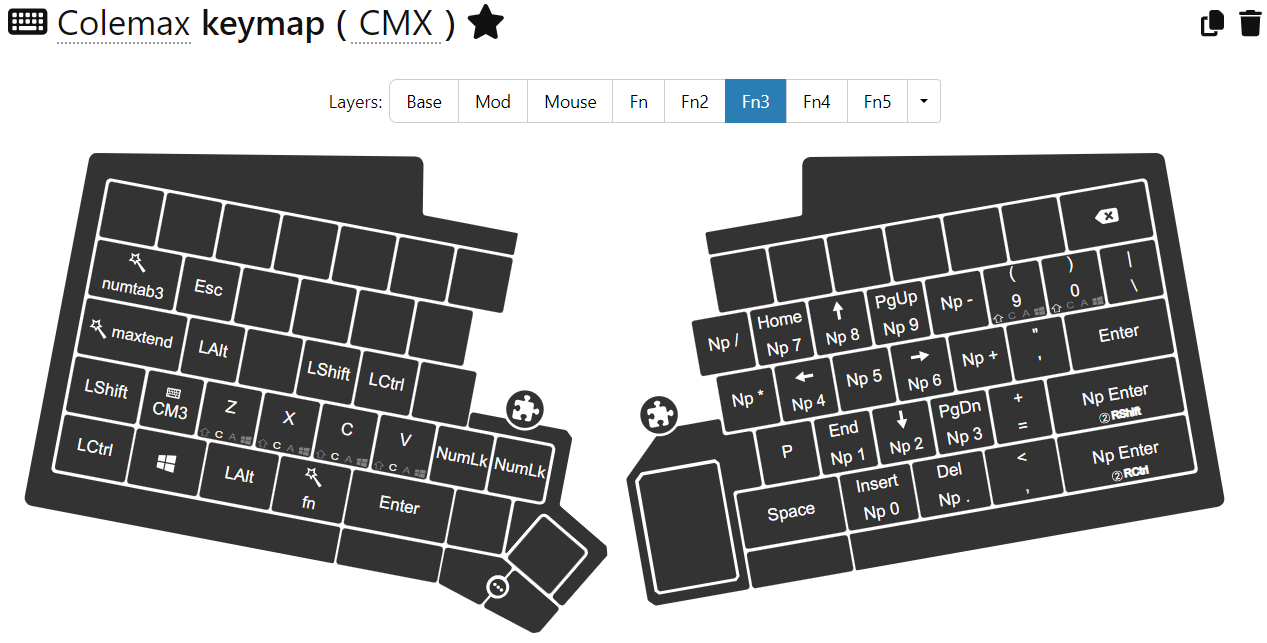 Colemax keymap ( CMX )
Layers: Base Mod Mouse Fn Fn2 Fn3 Fn4 Fn5
numtab3 Esc
maxtend LAlt LShift LCtrl
LShift CM3 Z X C V NumLk NumLk
C A C A C A C A
LCtrl LAlt fn Enter
Np / Home Np 7 Np 8 PgUp Np 9 Np - ( 9 ) 0 | \
C A C A
Np * Np 4 Np 5 Np 6 Np + " ' Enter
P End Np 1 Np 2 PgDn Np 3 + = Np Enter
② RShift
Space Insert Np 0 Del Np . < , Np Enter
② RCtrl